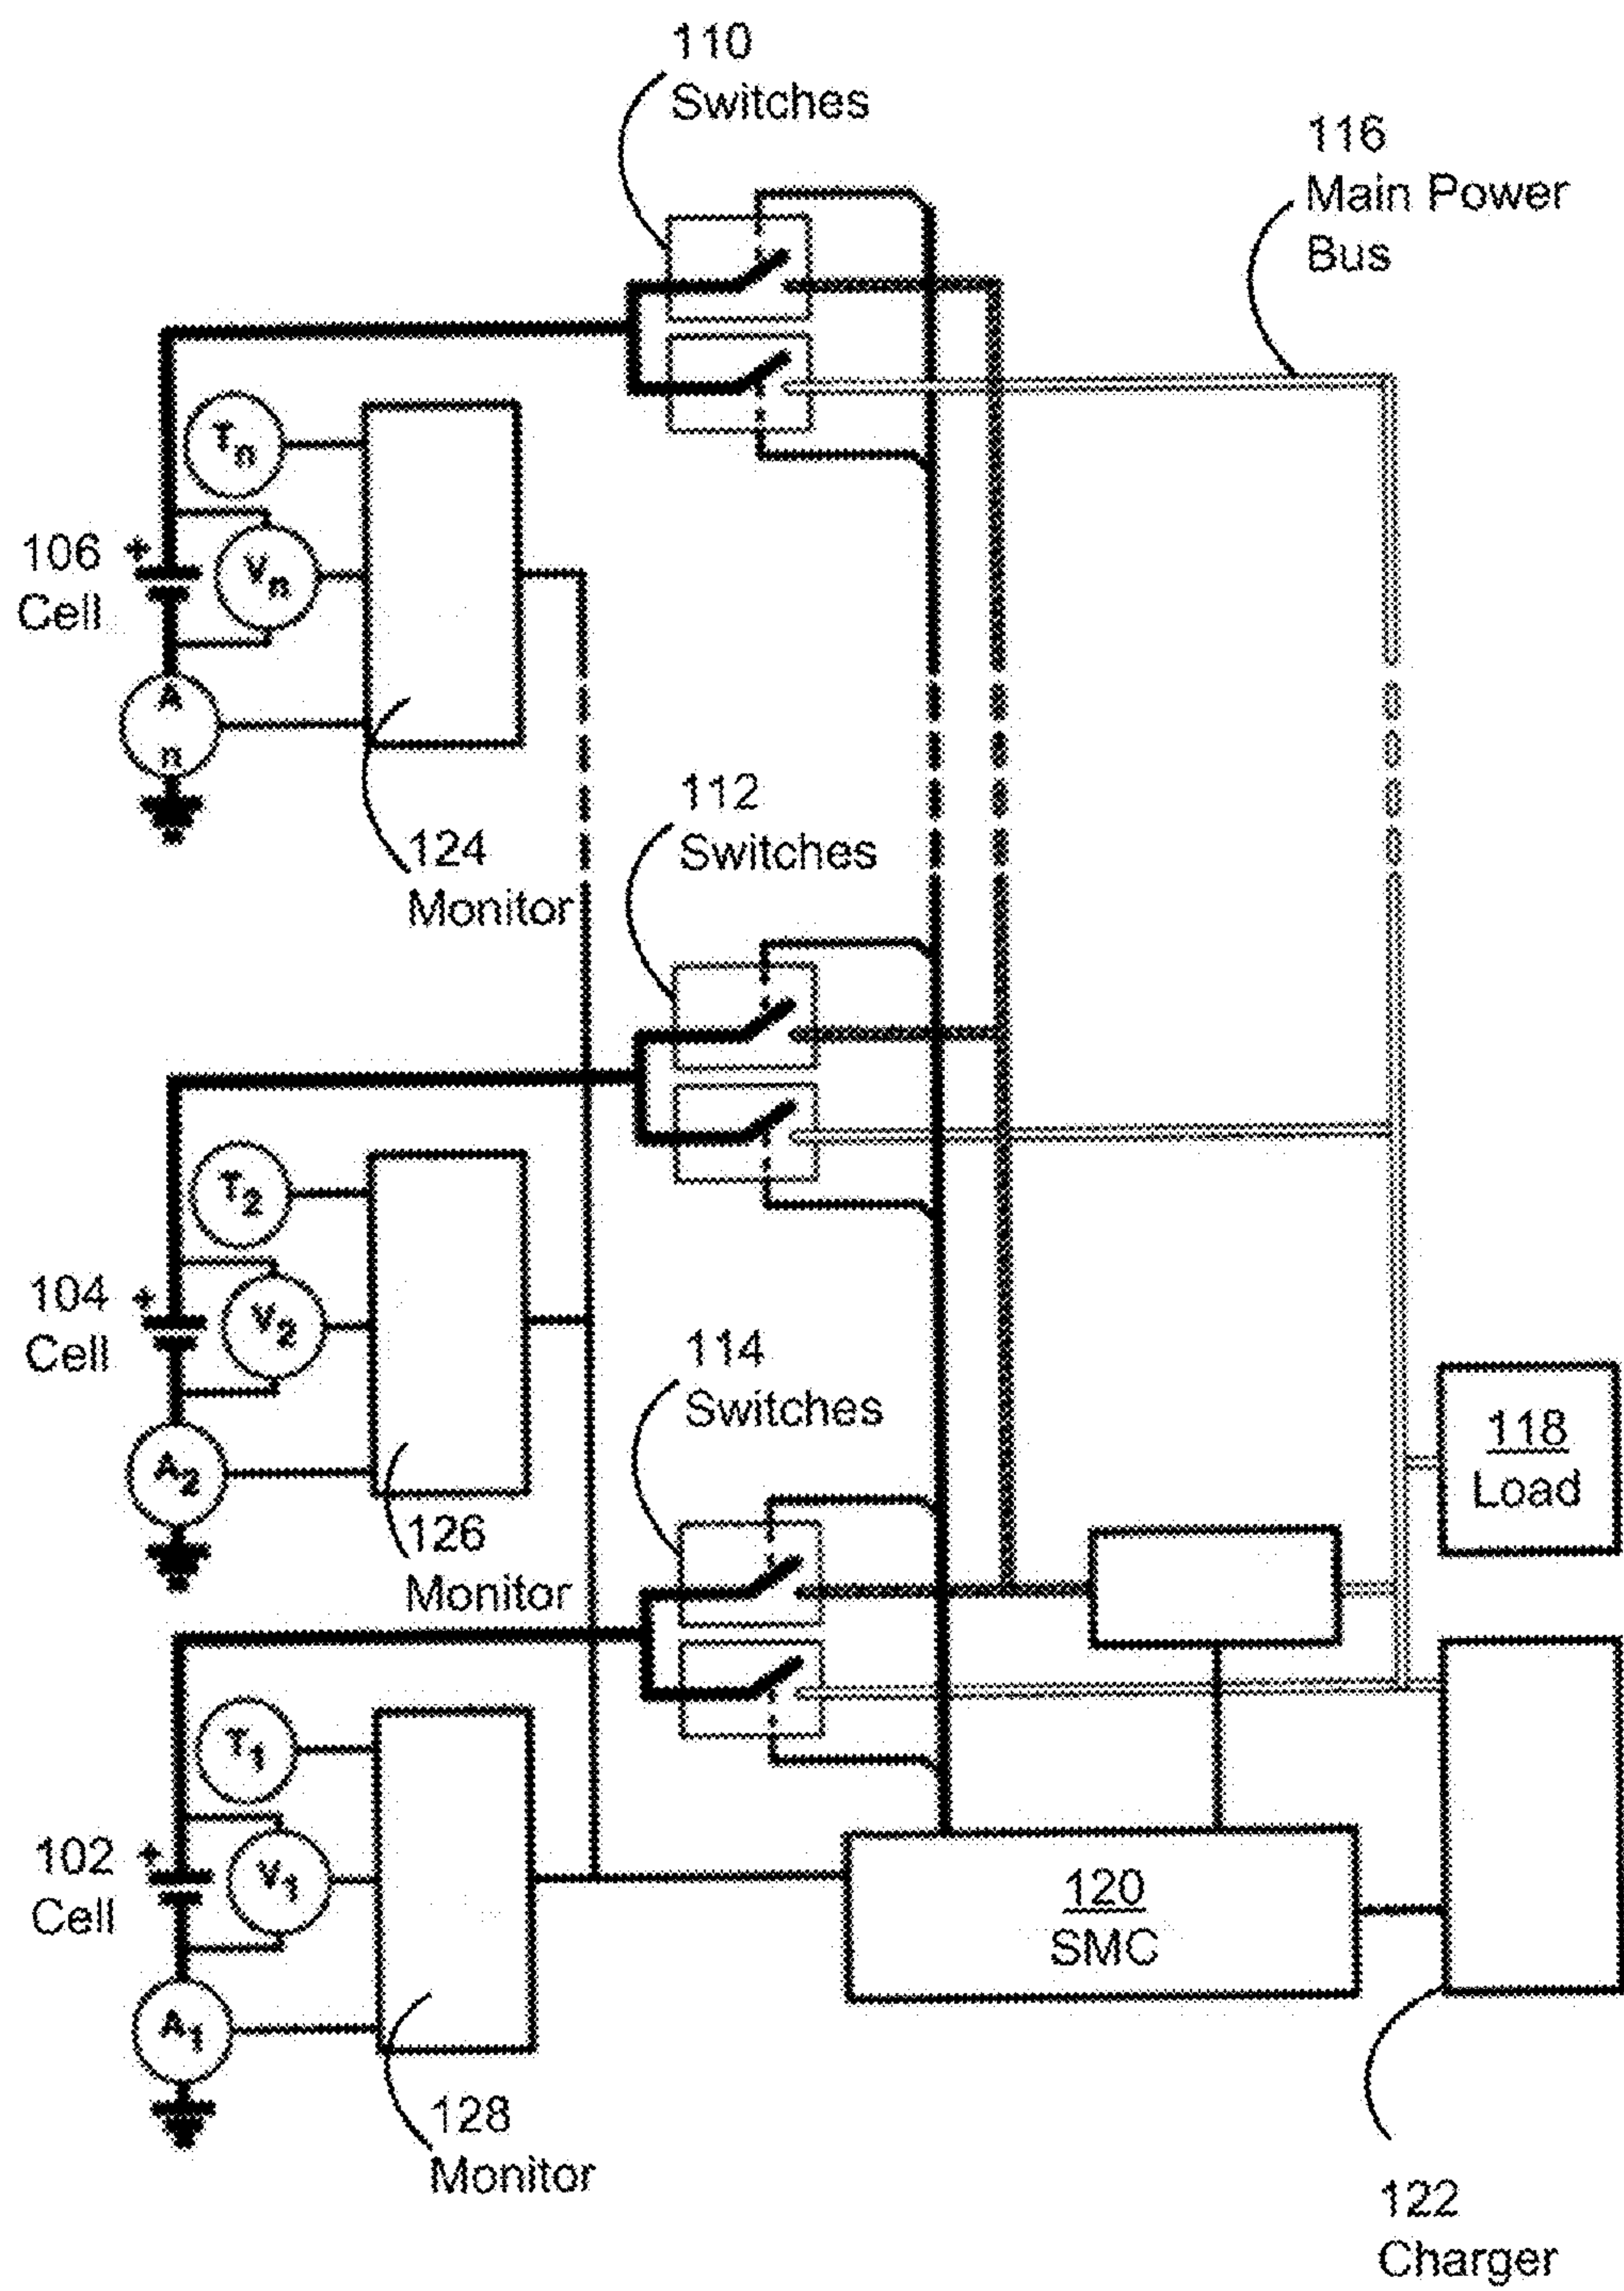 110
Switches
116
Main Power
Bus
Tn
106 +
Cell
Vn
A
n
124
Monitor
112
Switches
T2
104 +
Cell
V2
A2
126
Monitor
114
Switches
118
Load
T1
102 +
Cell
V1
A1
128
Monitor
120
SMC
122
Charger